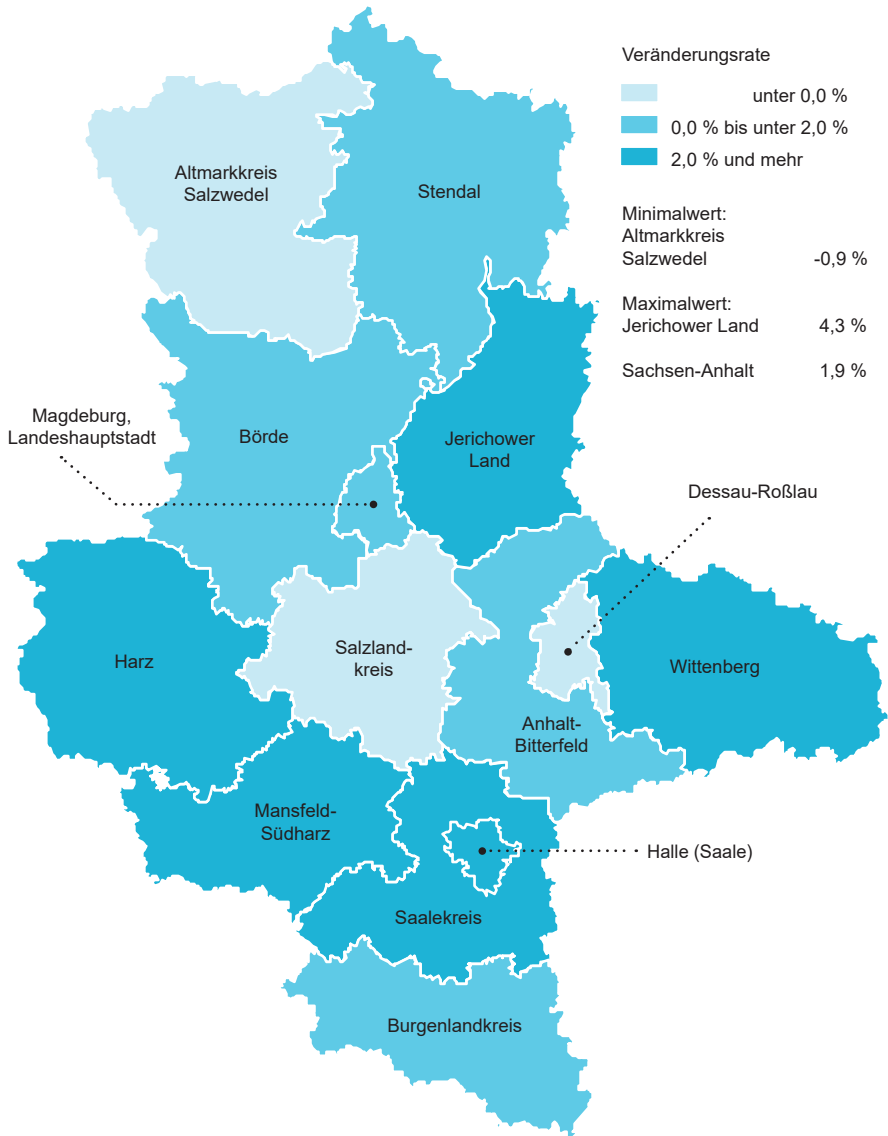 Veränderungsrate
unter 0,0 %
0,0 % bis unter 2,0 %
2,0 % und mehr
Minimalwert:
Altmarkkreis
Salzwedel -0,9 %
Maximalwert:
Jerichower Land 4,3 %
Sachsen-Anhalt 1,9 %
Altmarkkreis
Salzwedel
Stendal
Magdeburg,
Landeshauptstadt
Börde
Jerichower
Land
Dessau-Roßlau
Harz
Salzland-
kreis
Wittenberg
Anhalt-
Bitterfeld
Mansfeld-
Südharz
Halle (Saale)
Saalekreis
Burgenlandkreis